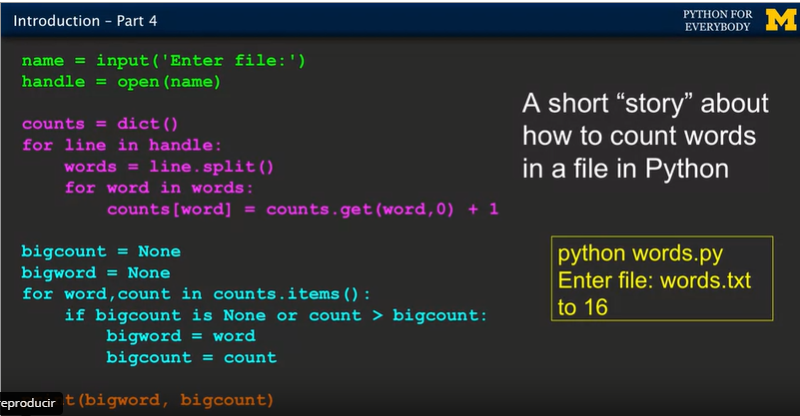 Introduction – Part 4
PYTHON FOR
EVERYBODY
M
name = input('Enter file:')
handle = open(name)
counts = dict()
for line in handle:
    words = line.split()
    for word in words:
        counts[word] = counts.get(word,0) + 1
bigcount = None
bigword = None
for word,count in counts.items():
    if bigcount is None or count > bigcount:
        bigword = word
        bigcount = count
t(bigword, bigcount)
A short “story” about
how to count words
in a file in Python
python words.py
Enter file: words.txt
to 16
eproducir